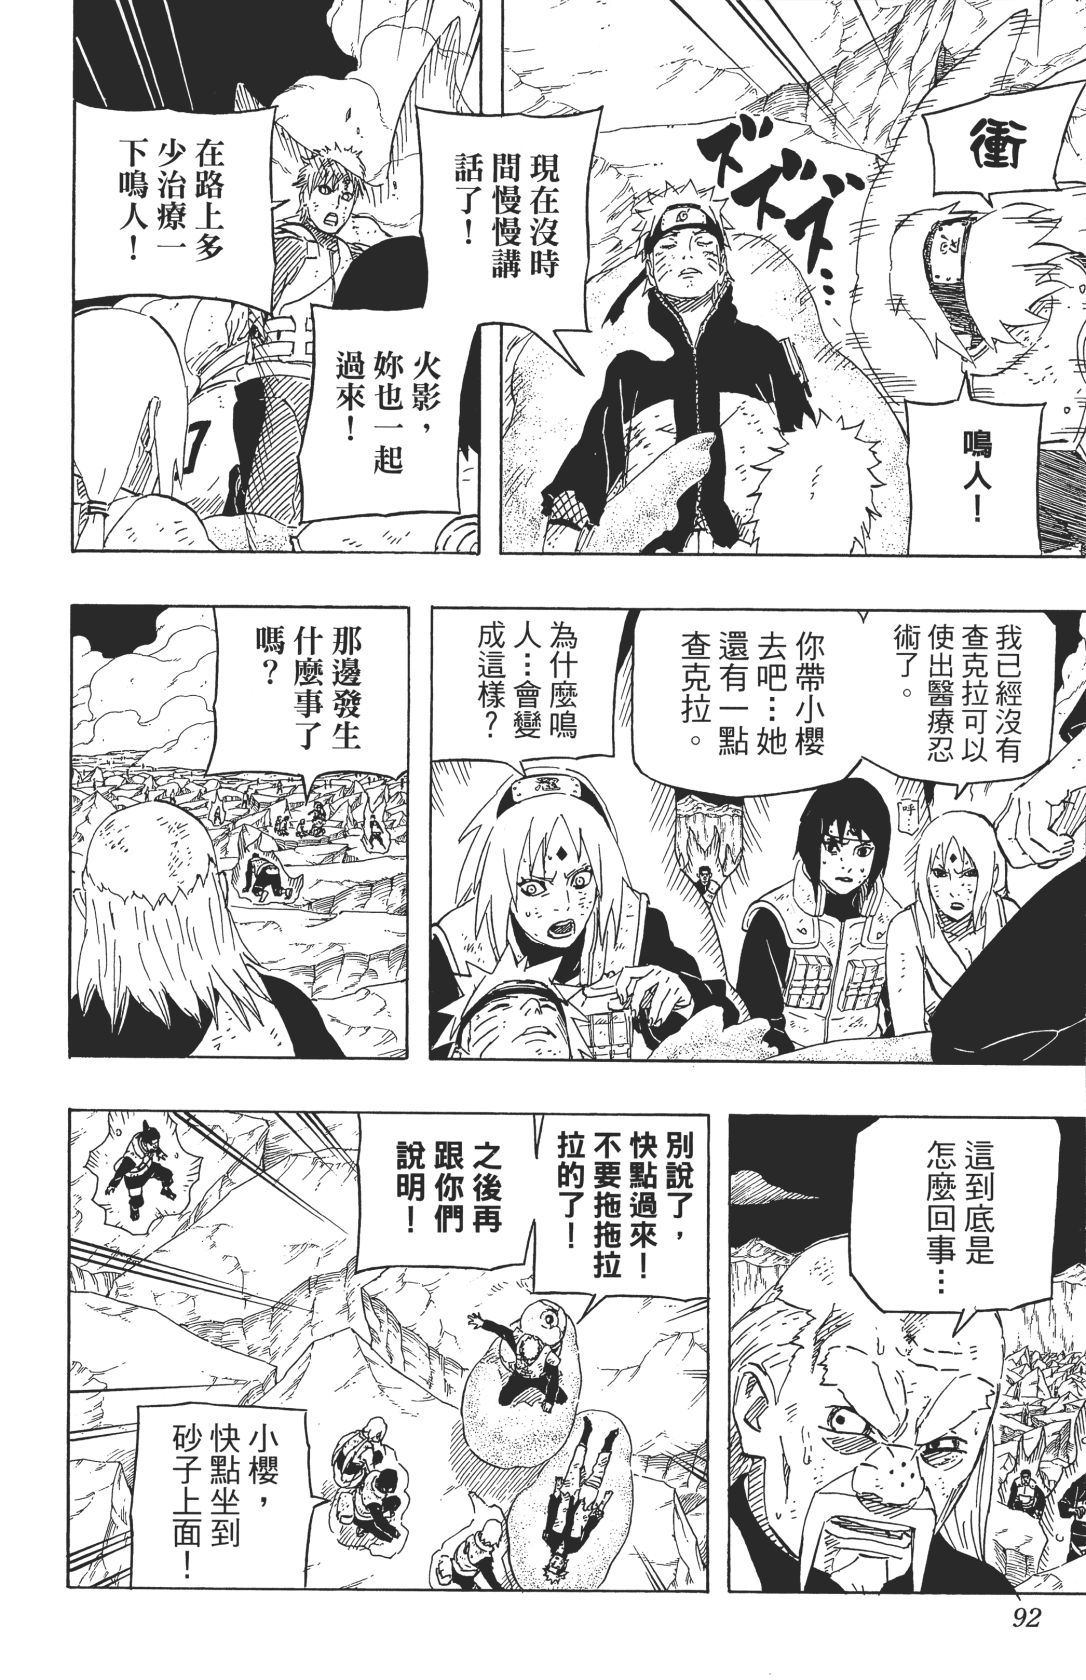 衝
鳴人！
ズズズ…
現在沒時
間慢慢講
話了！
在路上多
少治療一
下鳴人！
火影，
妳也一起
過來！
我已經沒有
查克拉可以
使出醫療忍
術了。
呼
你帶小櫻
去吧…她
還有一點
查克拉。
為什麼鳴
人…會變
成這樣？
那邊發生
什麼事了
嗎？
這到底是
怎麼回事…
別說了，
快點過來！
不要拖拖拉
拉的了！
之後再
跟你們
說明！
小櫻，
快點坐到
砂子上面！
92